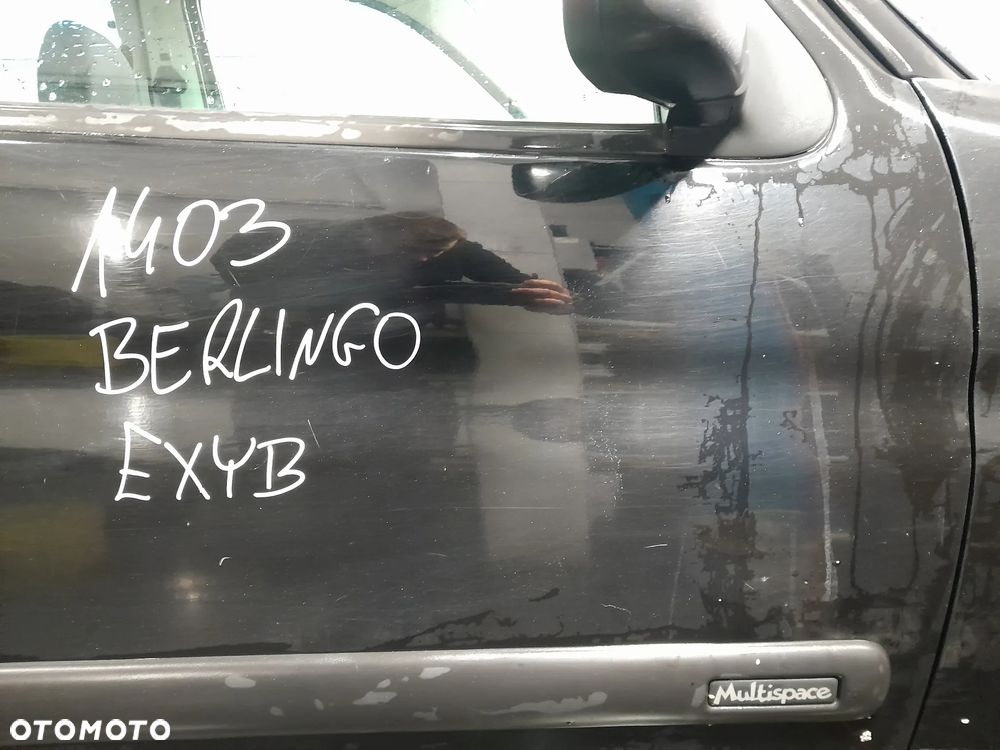 1403
BERLINGO
EXYB
Multispace
OTOMOTO